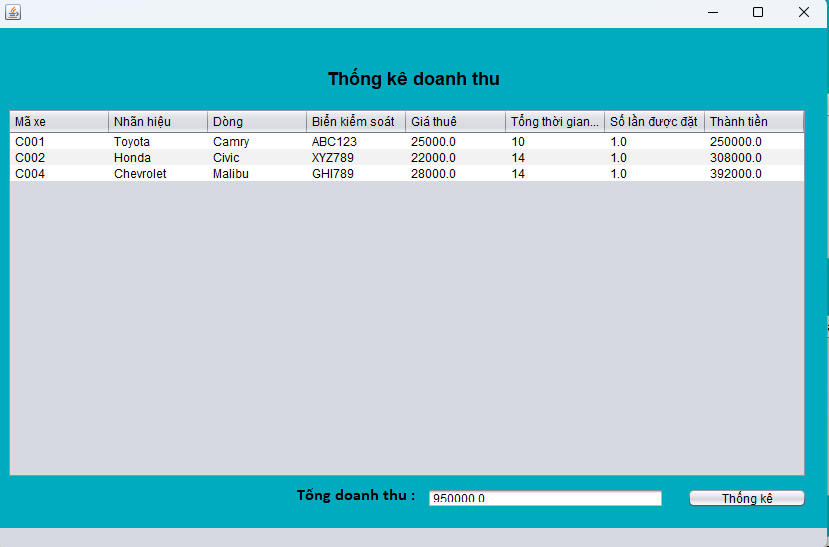 Thống kê doanh thu
Mã xe Nhãn hiệu Dòng Biển kiểm soát Giá thuê Tổng thời gian... Số lần được đặt Thành tiền
C001 Toyota Camry ABC123 25000.0 10 1.0 250000.0
C002 Honda Civic XYZ789 22000.0 14 1.0 308000.0
C004 Chevrolet Malibu GHI789 28000.0 14 1.0 392000.0
Tổng doanh thu : 950000.0 Thống kê